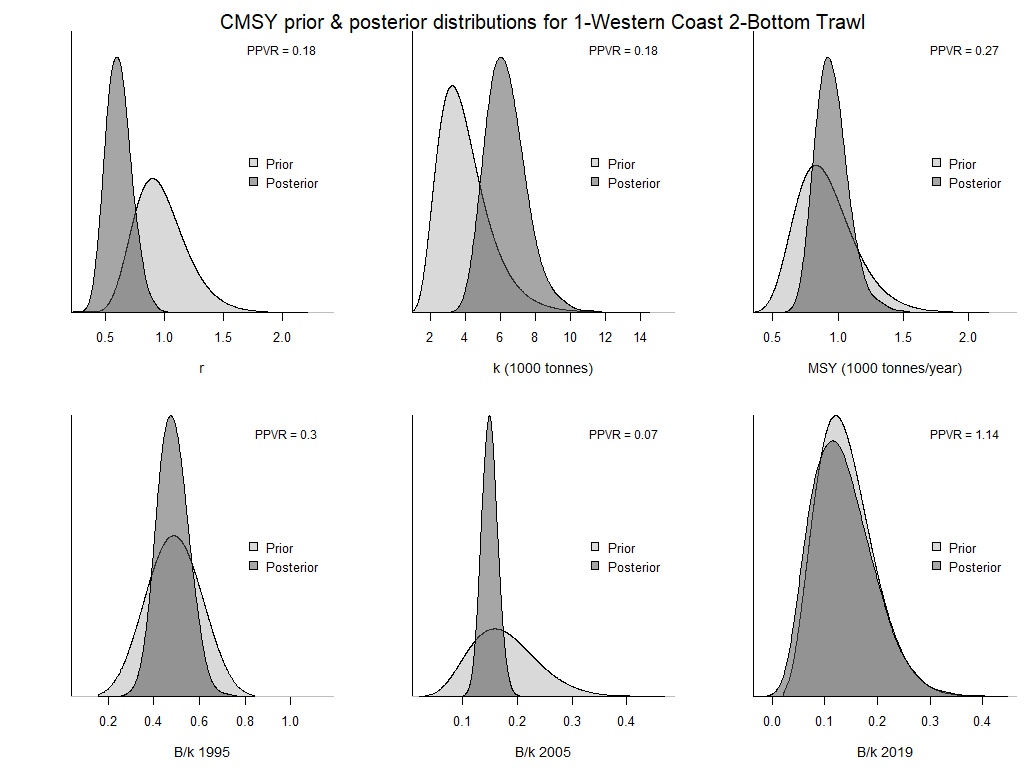 CMSY prior & posterior distributions for 1-Western Coast 2-Bottom Trawl
PPVR = 0.18
Prior
Posterior
0.5 1.0 1.5 2.0
r
PPVR = 0.18
Prior
Posterior
2 4 6 8 10 12 14
k (1000 tonnes)
PPVR = 0.27
Prior
Posterior
0.5 1.0 1.5 2.0
MSY (1000 tonnes/year)
PPVR = 0.3
Prior
Posterior
0.2 0.4 0.6 0.8 1.0
B/k 1995
PPVR = 0.07
Prior
Posterior
0.1 0.2 0.3 0.4
B/k 2005
PPVR = 1.14
Prior
Posterior
0.0 0.1 0.2 0.3 0.4
B/k 2019